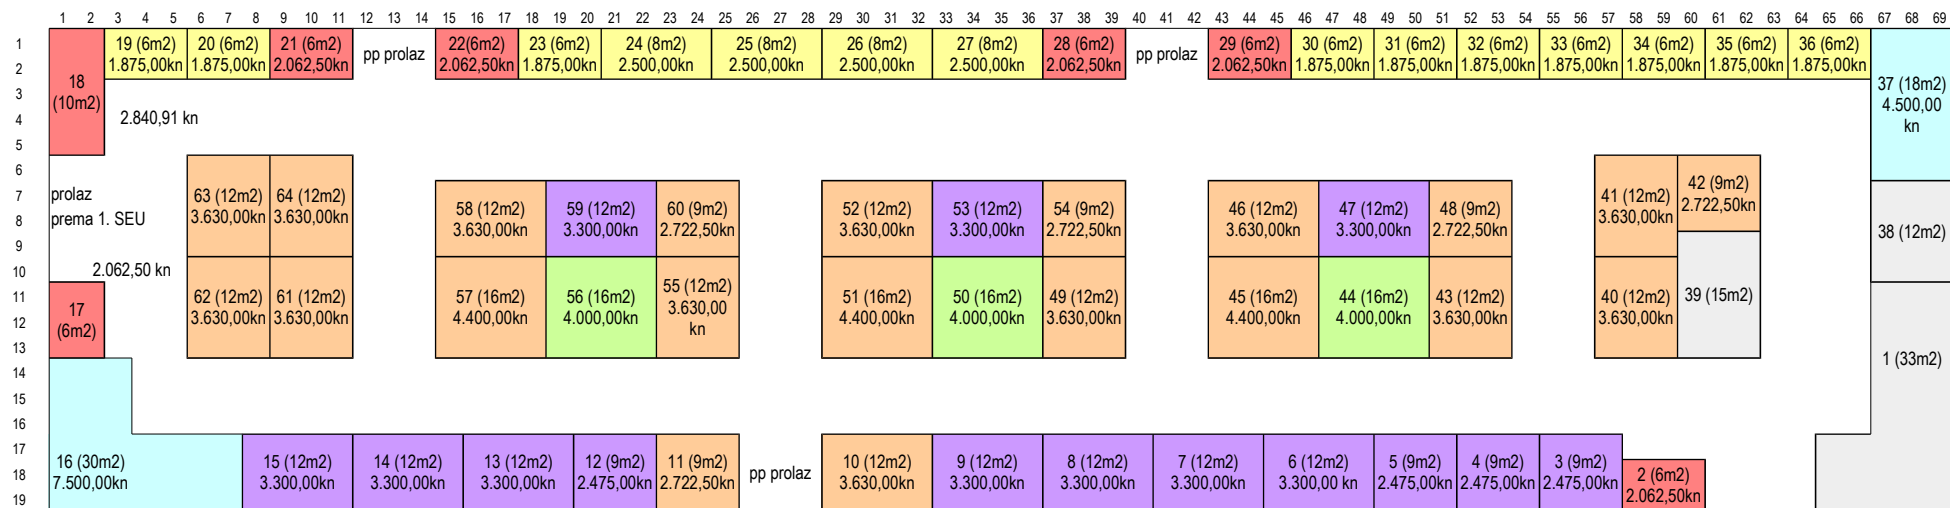 1 2 3 4 5 6 7 8 9 10 11 12 13 14 15 16 17 18 19 20 21 22 23 24 25 26 27 28 29 30 31 32 33 34 35 36 37 38 39 40 41 42 43 44 45 46 47 48 49 50 51 52 53 54 55 56 57 58 59 60 61 62 63 64 65 66 67 68 69
1
2
3
4
5
6
7
8
9
10
11
12
13
14
15
16
17
18
19
18
(10m2)
19 (6m2)
1.875,00kn
20 (6m2)
1.875,00kn
21 (6m2)
2.062,50kn
pp prolaz
22(6m2)
2.062,50kn
23 (6m2)
1.875,00kn
24 (8m2)
2.500,00kn
25 (8m2)
2.500,00kn
26 (8m2)
2.500,00kn
27 (8m2)
2.500,00kn
28 (6m2)
2.062,50kn
pp prolaz
29 (6m2)
2.062,50kn
30 (6m2)
1.875,00kn
31 (6m2)
1.875,00kn
32 (6m2)
1.875,00kn
33 (6m2)
1.875,00kn
34 (6m2)
1.875,00kn
35 (6m2)
1.875,00kn
36 (6m2)
1.875,00kn
37 (18m2)
4.500,00
kn
2.840,91 kn
prolaz
prema 1. SEU
63 (12m2)
3.630,00kn
64 (12m2)
3.630,00kn
58 (12m2)
3.630,00kn
59 (12m2)
3.300,00kn
60 (9m2)
2.722,50kn
52 (12m2)
3.630,00kn
53 (12m2)
3.300,00kn
54 (9m2)
2.722,50kn
46 (12m2)
3.630,00kn
47 (12m2)
3.300,00kn
48 (9m2)
2.722,50kn
41 (12m2)
3.630,00kn
42 (9m2)
2.722,50kn
38 (12m2)
2.062,50 kn
17
(6m2)
62 (12m2)
3.630,00kn
61 (12m2)
3.630,00kn
57 (16m2)
4.400,00kn
56 (16m2)
4.000,00kn
55 (12m2)
3.630,00
kn
51 (16m2)
4.400,00kn
50 (16m2)
4.000,00kn
49 (12m2)
3.630,00kn
45 (16m2)
4.400,00kn
44 (16m2)
4.000,00kn
43 (12m2)
3.630,00kn
40 (12m2)
3.630,00kn
39 (15m2)
1 (33m2)
16 (30m2)
7.500,00kn
15 (12m2)
3.300,00kn
14 (12m2)
3.300,00kn
13 (12m2)
3.300,00kn
12 (9m2)
2.475,00kn
11 (9m2)
2.722,50kn
pp prolaz
10 (12m2)
3.630,00kn
9 (12m2)
3.300,00kn
8 (12m2)
3.300,00kn
7 (12m2)
3.300,00kn
6 (12m2)
3.300,00 kn
5 (9m2)
2.475,00kn
4 (9m2)
2.475,00kn
3 (9m2)
2.475,00kn
2 (6m2)
2.062,50kn